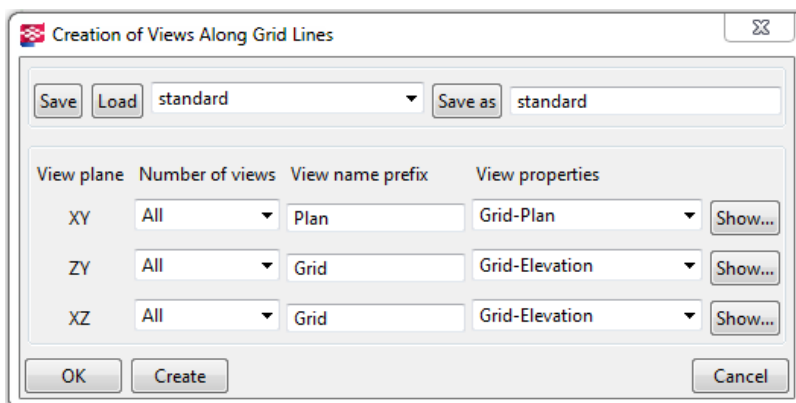 Creation of Views Along Grid Lines
Save Load standard Save as standard
View plane Number of views View name prefix View properties
XY All Plan Grid-Plan Show...
ZY All Grid Grid-Elevation Show...
XZ All Grid Grid-Elevation Show...
OK Create Cancel